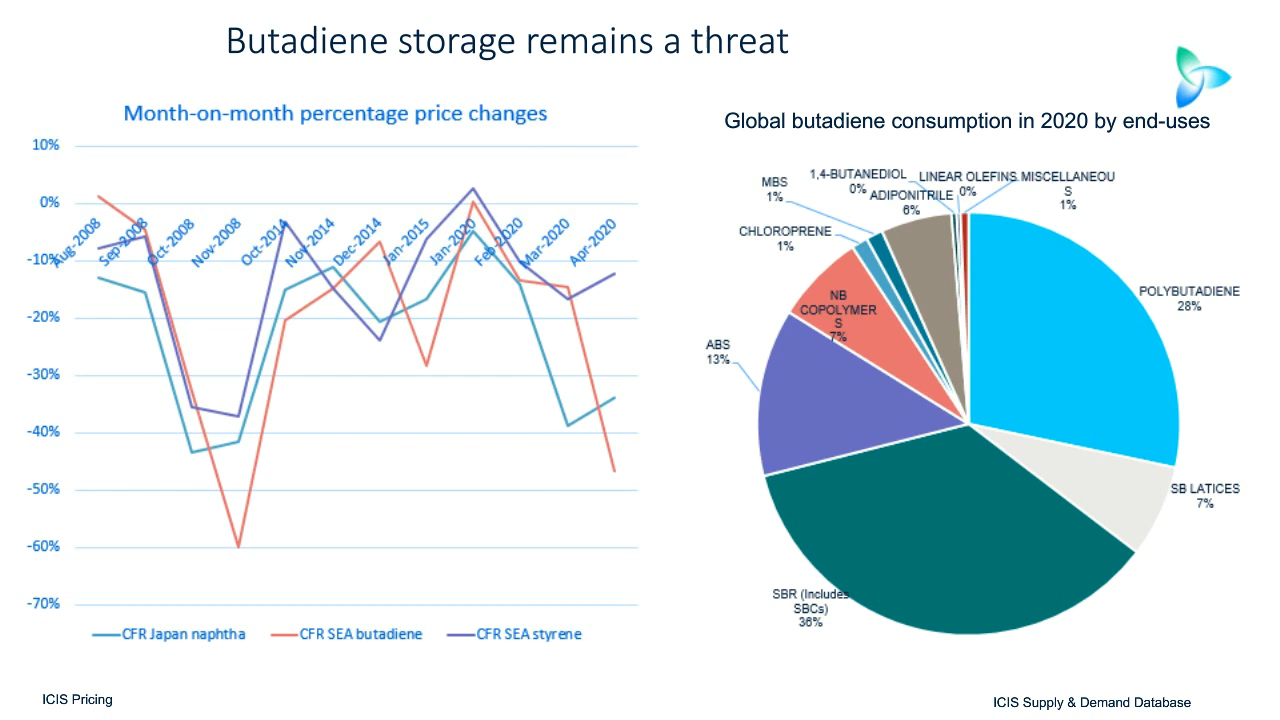 Butadiene storage remains a threat
Month-on-month percentage price changes
10%
0%
-10%
-20%
-30%
-40%
-50%
-60%
-70%
Aug-2008
Sep-2008
Oct-2008
Nov-2008
Oct-2014
Nov-2014
Dec-2014
Jan-2015
Jan-2020
Feb-2020
Mar-2020
Apr-2020
CFR Japan naphtha
CFR SEA butadiene
CFR SEA styrene
ICIS Pricing
Global butadiene consumption in 2020 by end-uses
MBS
1%
1,4-BUTANEDIOL
0%
ADIPONITRILE
6%
LINEAR OLEFINS
0%
MISCELLANEOU
S
1%
CHLOROPRENE
1%
POLYBUTADIENE
28%
NB
COPOLYMER
S
7%
ABS
13%
SB LATICES
7%
SBR (Includes
SBCs)
36%
ICIS Supply & Demand Database